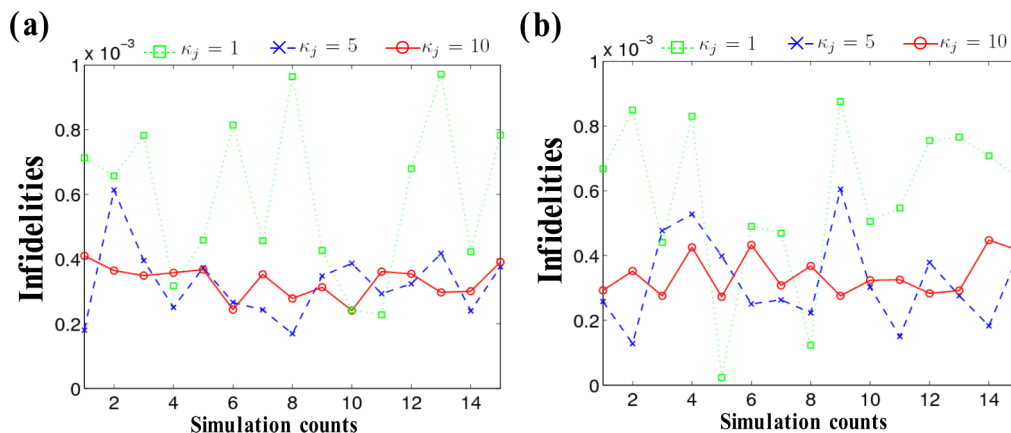 (a)
x 10⁻³
κⱼ = 1 κⱼ = 5 κⱼ = 10
1
0.8
0.6
0.4
0.2
0
Infidelities
2 4 6 8 10 12 14
Simulation counts
(b)
x 10⁻³
κⱼ = 1 κⱼ = 5 κⱼ = 10
1
0.8
0.6
0.4
0.2
0
Infidelities
2 4 6 8 10 12 14
Simulation counts